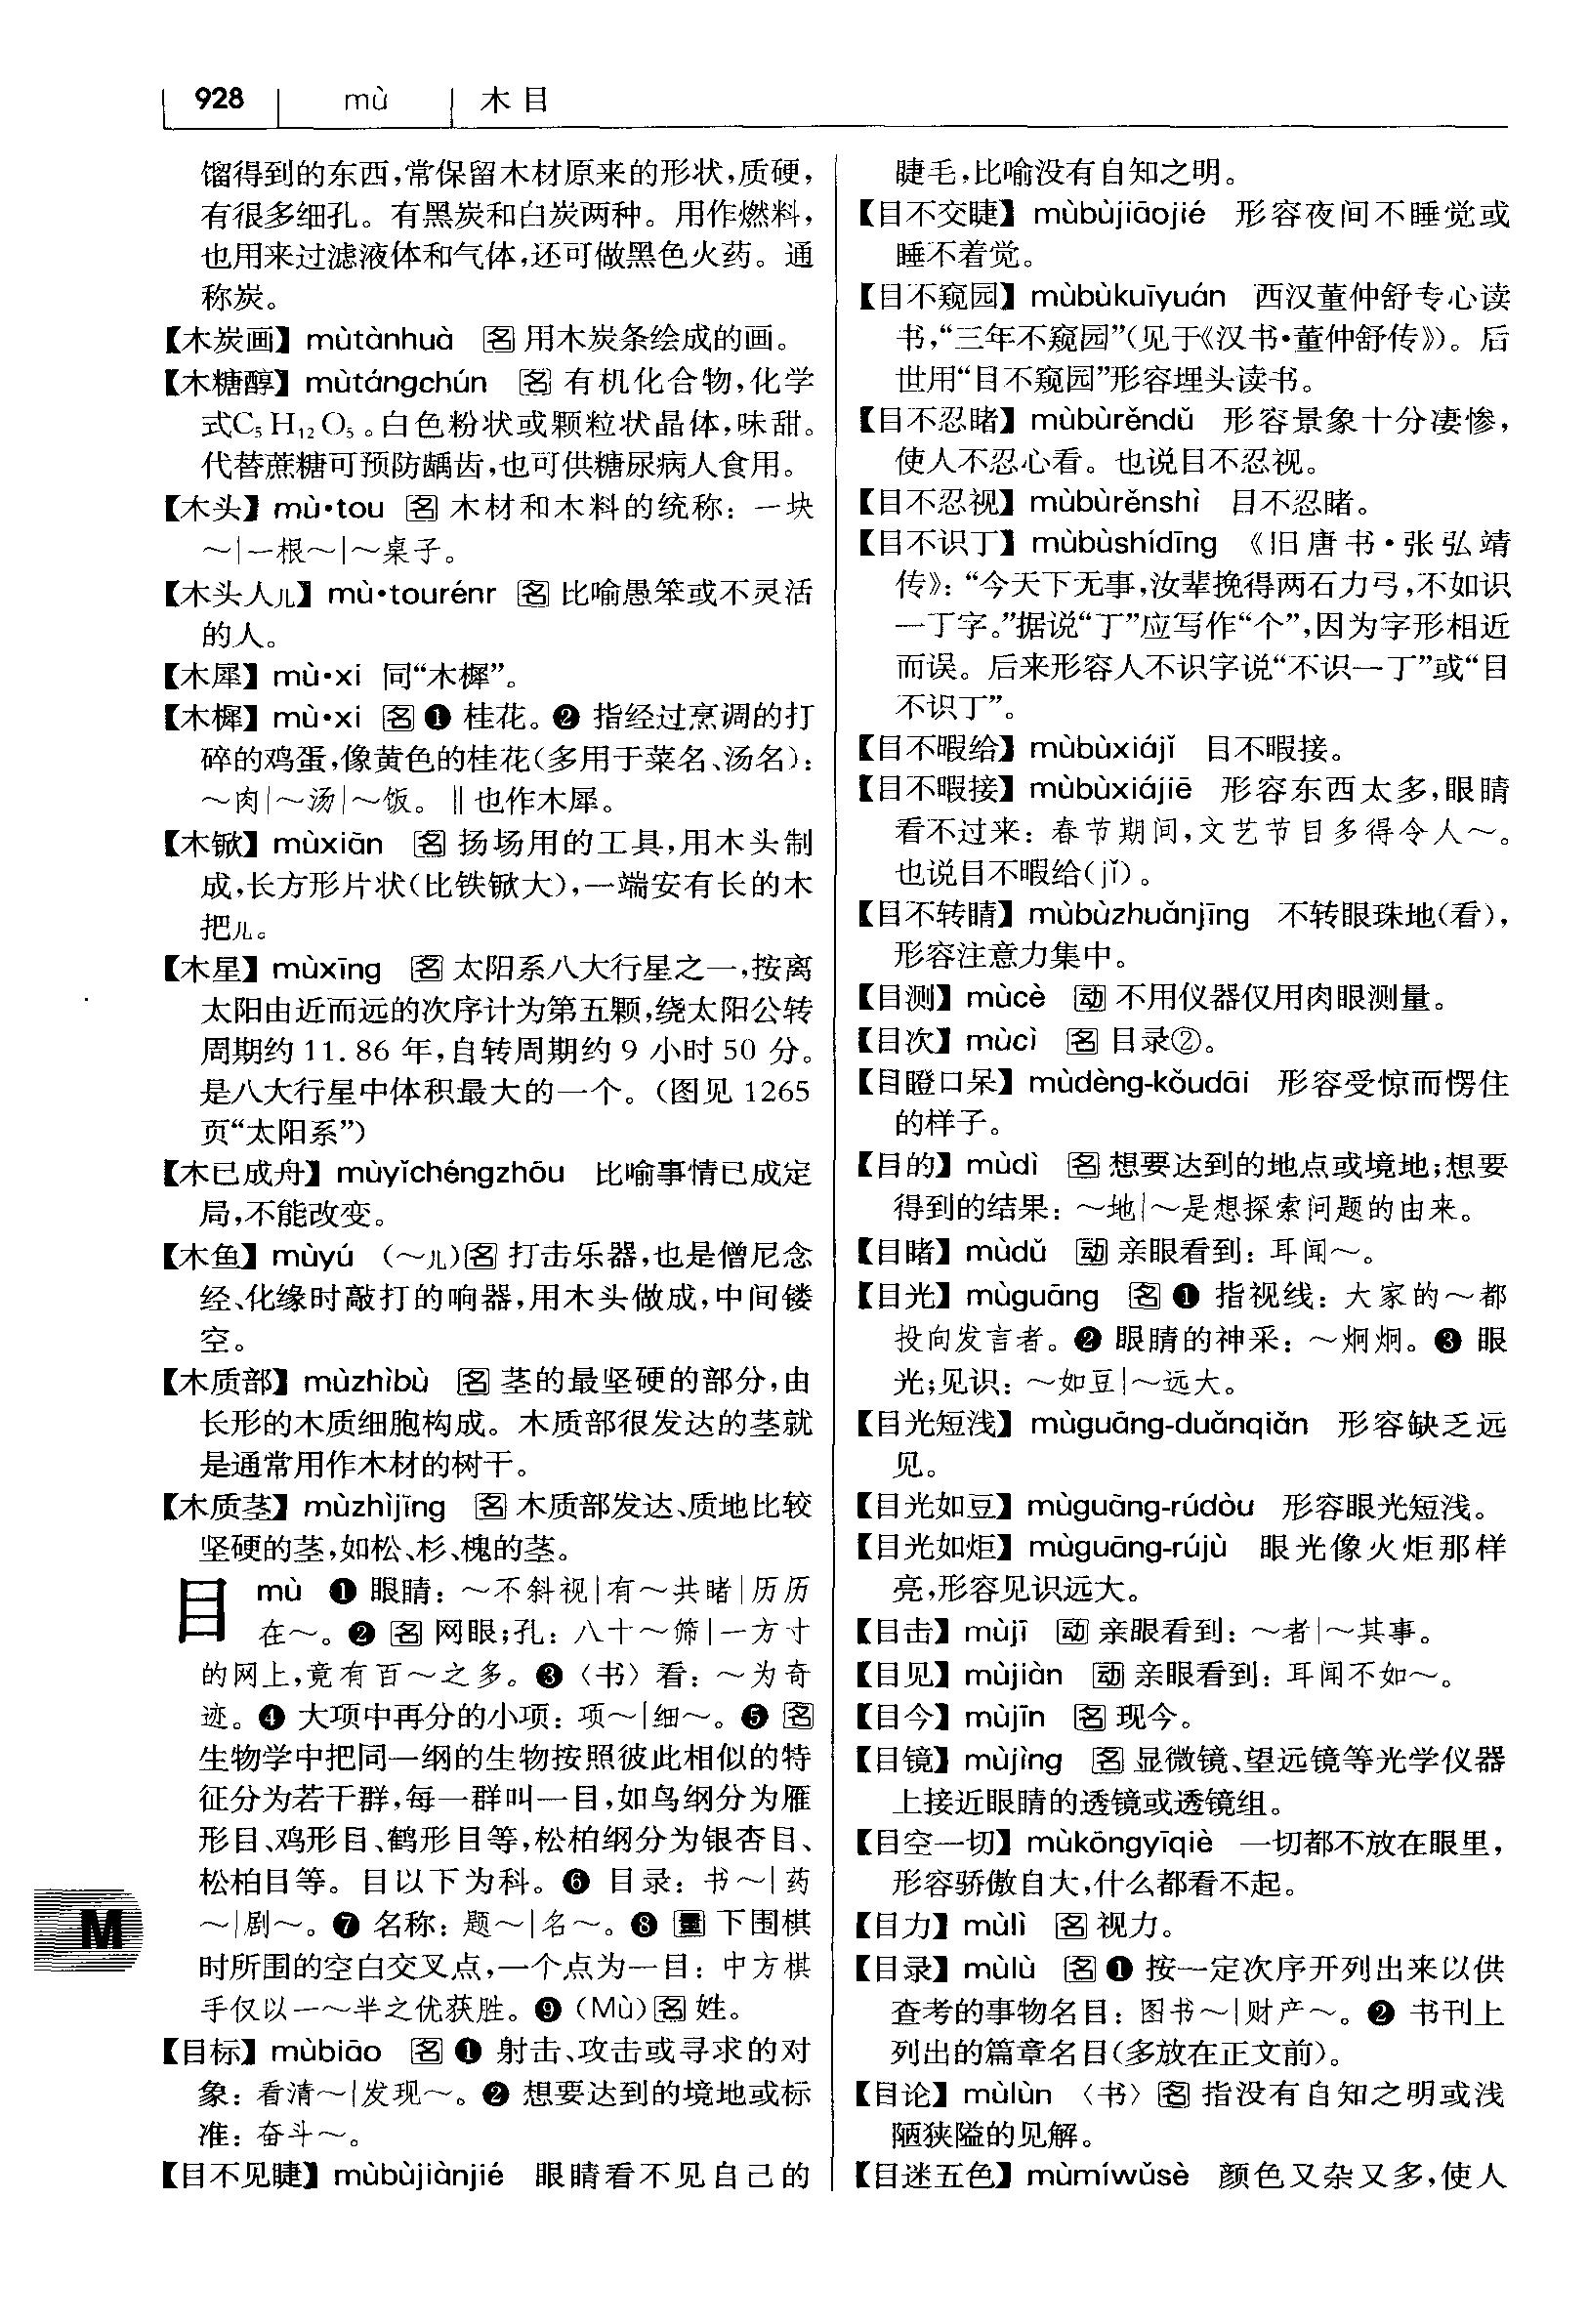 928 mù 木目
馏得到的东西,常保留木材原来的形状,质硬,
有很多细孔。有黑炭和白炭两种。用作燃料,
也用来过滤液体和气体,还可做黑色火药。通
称炭。
【木炭画】 mùtànhuà 名 用木炭条绘成的画。
【木糖醇】 mùtángchún 名 有机化合物,化学
式C₅H₁₂O₅。白色粉状或颗粒状晶体,味甜。
代替蔗糖可预防龋齿,也可供糖尿病人食用。
【木头】 mù·tou 名 木材和木料的统称:一块
～|一根～|～桌子。
【木头人儿】 mù·tourénr 名 比喻愚笨或不灵活
的人。
【木犀】 mù·xi 同“木樨”。
【木樨】 mù·xi 名 ❶ 桂花。❷ 指经过烹调的打
碎的鸡蛋,像黄色的桂花(多用于菜名、汤名):
～肉|～汤|～饭。‖也作木犀。
【木锨】 mùxiān 名 扬场用的工具,用木头制
成,长方形片状(比铁锨大),一端安有长的木
把儿。
【木星】 mùxīng 名 太阳系八大行星之一,按离
太阳由近而远的次序计为第五颗,绕太阳公转
周期约 11.86 年,自转周期约 9 小时 50 分。
是八大行星中体积最大的一个。(图见 1265
页“太阳系”)
【木已成舟】 mùyǐchéngzhōu 比喻事情已成定
局,不能改变。
【木鱼】 mùyú (～儿)名 打击乐器,也是僧尼念
经、化缘时敲打的响器,用木头做成,中间镂
空。
【木质部】 mùzhìbù 名 茎的最坚硬的部分,由
长形的木质细胞构成。木质部很发达的茎就
是通常用作木材的树干。
【木质茎】 mùzhìjīng 名 木质部发达、质地比较
坚硬的茎,如松、杉、槐的茎。
目 mù ❶ 眼睛:～不斜视|有～共睹|历历
在～。❷ 名 网眼;孔:八十～筛|一方寸
的网上,竟有百～之多。❸〈书〉看:～为奇
迹。❹ 大项中再分的小项:项～|细～。❺ 名
生物学中把同一纲的生物按照彼此相似的特
征分为若干群,每一群叫一目,如鸟纲分为雁
形目、鸡形目、鹤形目等,松柏纲分为银杏目、
松柏目等。目以下为科。❻ 目录:书～|药
～|剧～。❼ 名称:题～|名～。❽ 量 下围棋
时所围的空白交叉点,一个点为一目:中方棋
手仅以一～半之优获胜。❾ (Mù)名 姓。
【目标】 mùbiāo 名 ❶ 射击、攻击或寻求的对
象:看清～|发现～。❷ 想要达到的境地或标
准:奋斗～。
【目不见睫】 mùbùjiànjié 眼睛看不见自己的
睫毛,比喻没有自知之明。
【目不交睫】 mùbùjiāojié 形容夜间不睡觉或
睡不着觉。
【目不窥园】 mùbùkuīyuán 西汉董仲舒专心读
书,“三年不窥园”(见于《汉书·董仲舒传》)。后
世用“目不窥园”形容埋头读书。
【目不忍睹】 mùbùrěndǔ 形容景象十分凄惨,
使人不忍心看。也说目不忍视。
【目不忍视】 mùbùrěnshì 目不忍睹。
【目不识丁】 mùbùshídīng 《旧唐书·张弘靖
传》:“今天下无事,汝辈挽得两石力弓,不如识
一丁字。”据说“丁”应写作“个”,因为字形相近
而误。后来形容人不识字说“不识一丁”或“目
不识丁”。
【目不暇给】 mùbùxiájǐ 目不暇接。
【目不暇接】 mùbùxiájiē 形容东西太多,眼睛
看不过来:春节期间,文艺节目多得令人～。
也说目不暇给(jǐ)。
【目不转睛】 mùbùzhuǎnjīng 不转眼珠地(看),
形容注意力集中。
【目测】 mùcè 动 不用仪器仅用肉眼测量。
【目次】 mùcì 名 目录②。
【目瞪口呆】 mùdèng-kǒudāi 形容受惊而愣住
的样子。
【目的】 mùdì 名 想要达到的地点或境地;想要
得到的结果:～地|～是想探索问题的由来。
【目睹】 mùdǔ 动 亲眼看到:耳闻～。
【目光】 mùguāng 名 ❶ 指视线:大家的～都
投向发言者。❷ 眼睛的神采:～炯炯。❸ 眼
光;见识:～如豆|～远大。
【目光短浅】 mùguāng-duǎnqiǎn 形容缺乏远
见。
【目光如豆】 mùguāng-rúdòu 形容眼光短浅。
【目光如炬】 mùguāng-rújù 眼光像火炬那样
亮,形容见识远大。
【目击】 mùjī 动 亲眼看到:～者|～其事。
【目见】 mùjiàn 动 亲眼看到:耳闻不如～。
【目今】 mùjīn 名 现今。
【目镜】 mùjìng 名 显微镜、望远镜等光学仪器
上接近眼睛的透镜或透镜组。
【目空一切】 mùkōngyīqiè 一切都不放在眼里,
形容骄傲自大,什么都看不起。
【目力】 mùlì 名 视力。
【目录】 mùlù 名 ❶ 按一定次序开列出来以供
查考的事物名目:图书～|财产～。❷ 书刊上
列出的篇章名目(多放在正文前)。
【目论】 mùlùn 〈书〉名 指没有自知之明或浅
陋狭隘的见解。
【目迷五色】 mùmíwǔsè 颜色又杂又多,使人
M